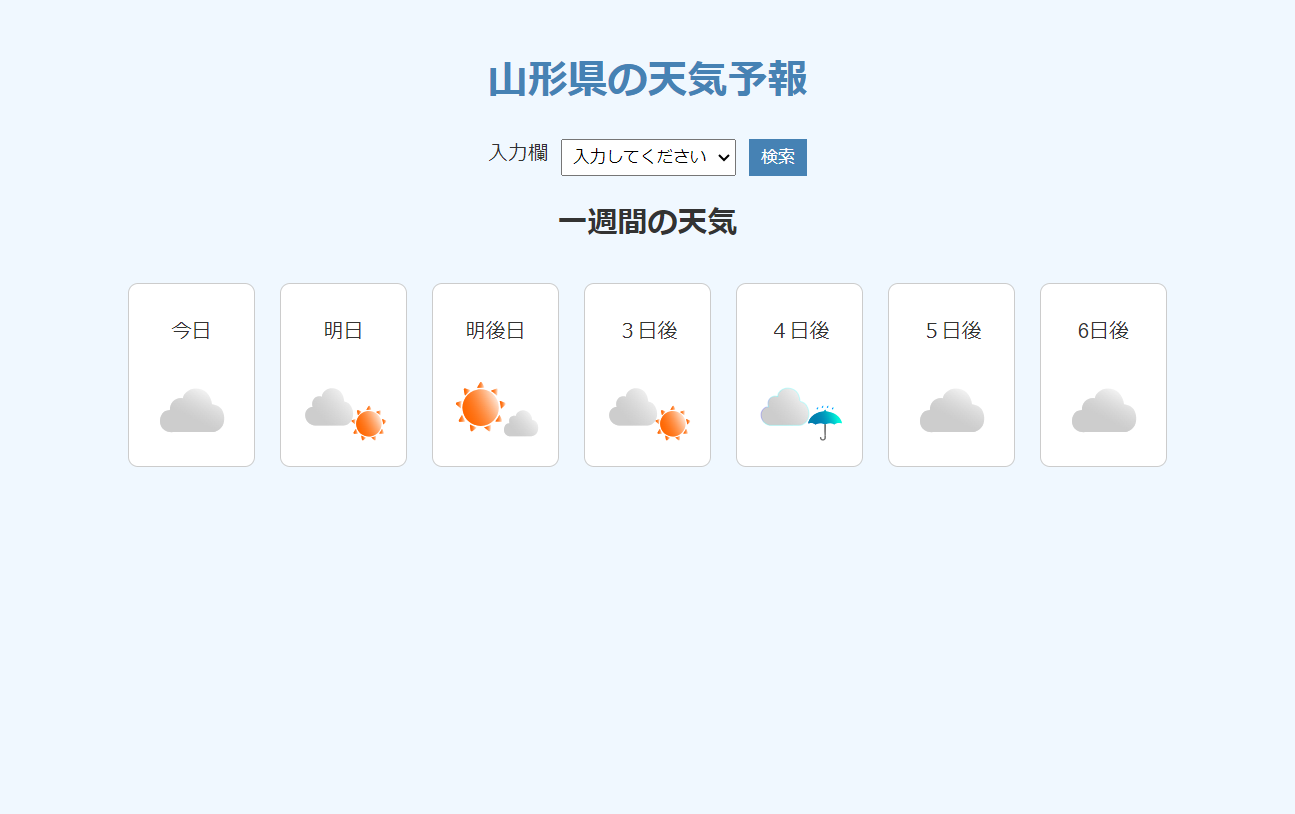 山形県の天気予報
入力欄 入力してください 検索
一週間の天気
今日 明日 明後日 ３日後 ４日後 ５日後 6日後